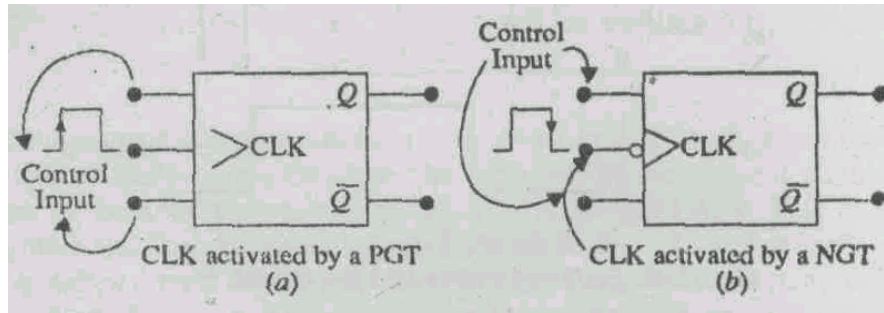 Control
Input
Q
CLK
Q̅
CLK activated by a PGT
(a)
Control
Input
Q
CLK
Q̅
CLK activated by a NGT
(b)